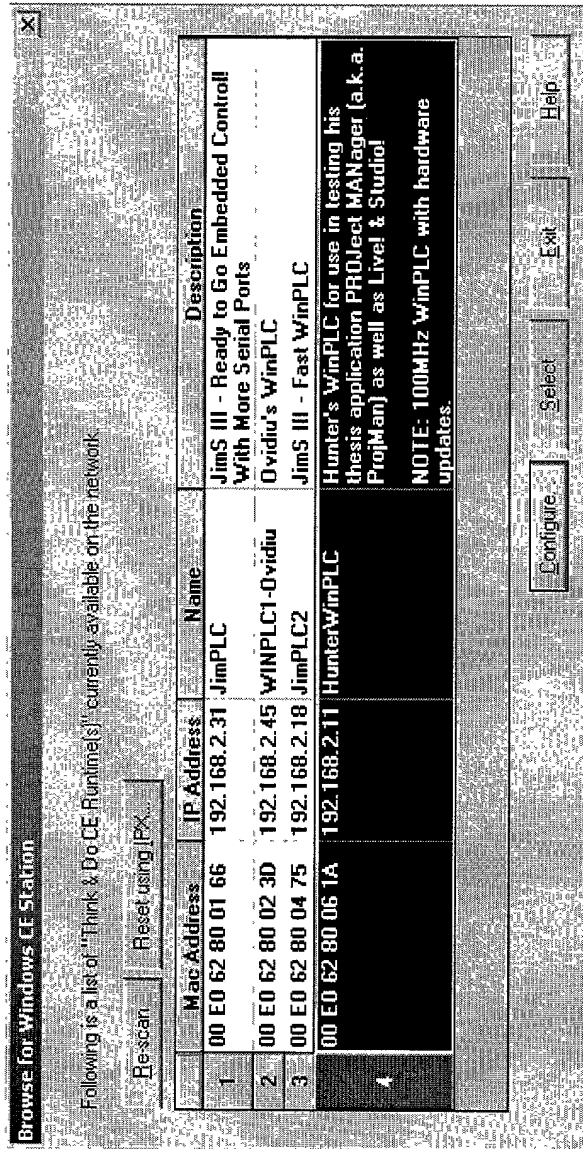 Browse for Windows CE Station
Following is a list of "Think & Do CE Runtime(s)" currently available on the network.
Re-scan Reset using IPX...
Mac Address IP Address Name Description
1 00 E0 62 80 01 66 192.168.2.31 JimPLC JimS III - Ready to Go Embedded Control!
With More Serial Ports
2 00 E0 62 80 02 3D 192.168.2.45 WINPLC1-Ovidiu Ovidiu's WinPLC
3 00 E0 62 80 04 75 192.168.2.18 JimPLC2 JimS III - Fast WinPLC
4 00 E0 62 80 06 1A 192.168.2.11 HunterWinPLC Hunter's WinPLC for use in testing his
thesis application PROJect MANager (a.k.a.
ProjMan) as well as Live! & Studio!
NOTE: 100MHz WinPLC with hardware
updates.
Configure Select Exit Help